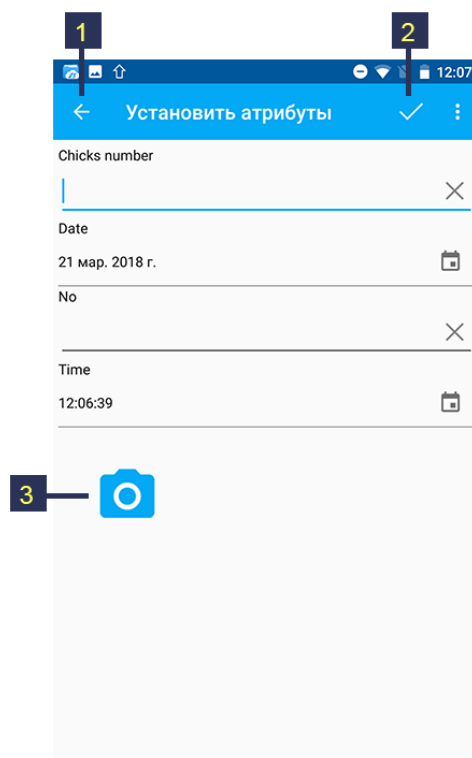 1 2
12:07
Установить атрибуты
Chicks number
Date
21 мар. 2018 г.
No
Time
12:06:39
3